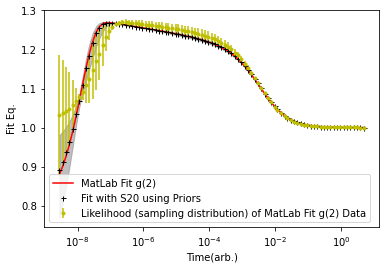 1.3
1.2
1.1
1.0
0.9
0.8
Fit Eq.
MatLab Fit g(2)
Fit with S20 using Priors
Likelihood (sampling distribution) of MatLab Fit g(2) Data
10⁻⁸
10⁻⁶
10⁻⁴
10⁻²
10⁰
Time(arb.)